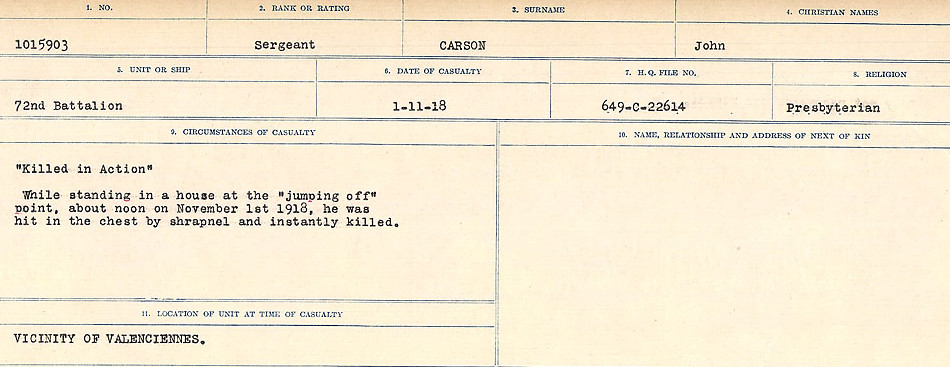 1. NO. 2. RANK OR RATING 3. SURNAME 4. CHRISTIAN NAMES
1015903 Sergeant CARSON John
5. UNIT OR SHIP 6. DATE OF CASUALTY 7. H.Q. FILE NO. 8. RELIGION
72nd Battalion 1-11-18 649-C-22614 Presbyterian
9. CIRCUMSTANCES OF CASUALTY 10. NAME, RELATIONSHIP AND ADDRESS OF NEXT OF KIN
"Killed in Action"
While standing in a house at the "jumping off"
point, about noon on November 1st 1918, he was
hit in the chest by shrapnel and instantly killed.
11. LOCATION OF UNIT AT TIME OF CASUALTY
VICINITY OF VALENCIENNES.